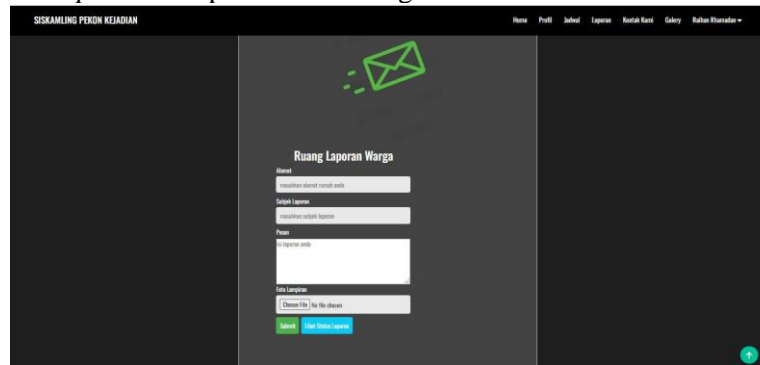 SISKAMLING PEKON KEJADIAN
Home Profil Jadwal Laporan Kontak Kami Galery Raihan Rhamadan
Ruang Laporan Warga
Alamat
masukkan alamat rumah anda
Subjek Laporan
masukkan subjek laporan
Pesan
isi laporan anda
Foto Lampiran
Choose File No file chosen
Submit Lihat Status Laporan